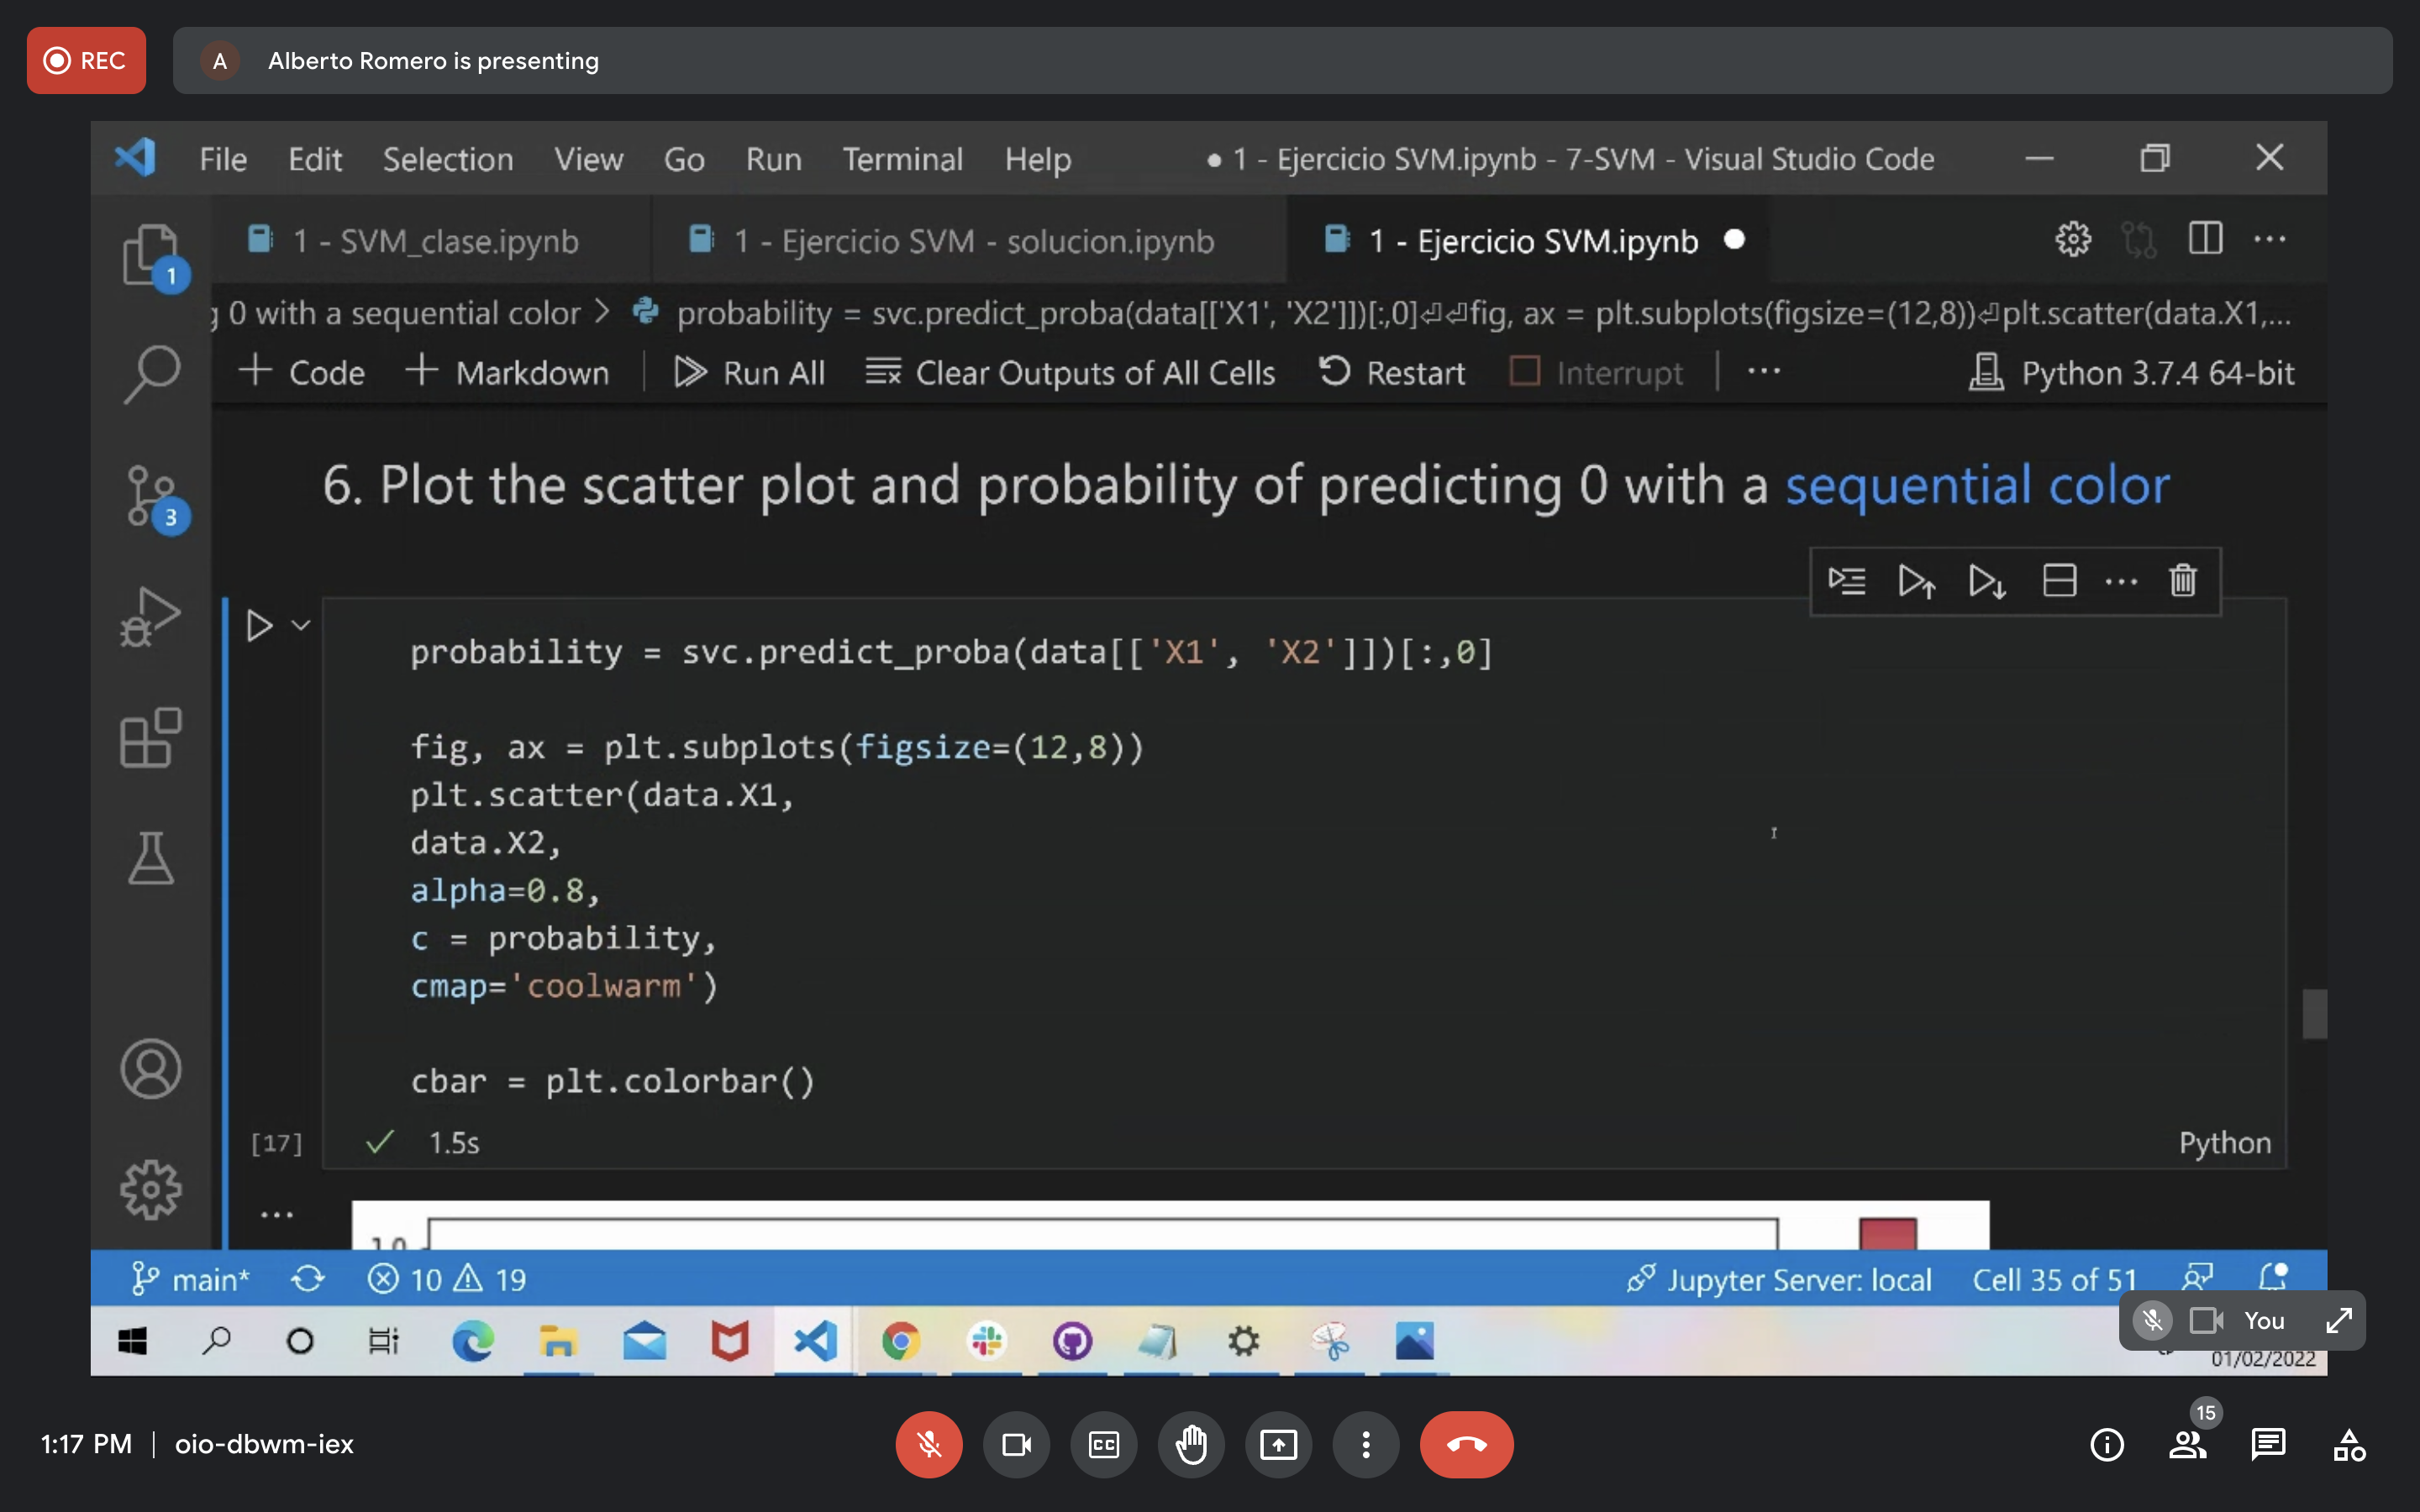 REC
A
Alberto Romero is presenting
File Edit Selection View Go Run Terminal Help
● 1 - Ejercicio SVM.ipynb - 7-SVM - Visual Studio Code
1 - SVM_clase.ipynb
1 - Ejercicio SVM - solucion.ipynb
1 - Ejercicio SVM.ipynb
1
g 0 with a sequential color > probability = svc.predict_proba(data[['X1', 'X2']])[:,0]⏎⏎fig, ax = plt.subplots(figsize=(12,8))⏎plt.scatter(data.X1,...
+ Code + Markdown Run All Clear Outputs of All Cells Restart Interrupt ... Python 3.7.4 64-bit
6. Plot the scatter plot and probability of predicting 0 with a sequential color
3
probability = svc.predict_proba(data[['X1', 'X2']])[:,0]
fig, ax = plt.subplots(figsize=(12,8))
plt.scatter(data.X1,
data.X2,
alpha=0.8,
c = probability,
cmap='coolwarm')
cbar = plt.colorbar()
[17] ✓ 1.5s
Python
...
main* 10 19
Jupyter Server: local Cell 35 of 51
You
01/02/2022
1:17 PM | oio-dbwm-iex
CC
15